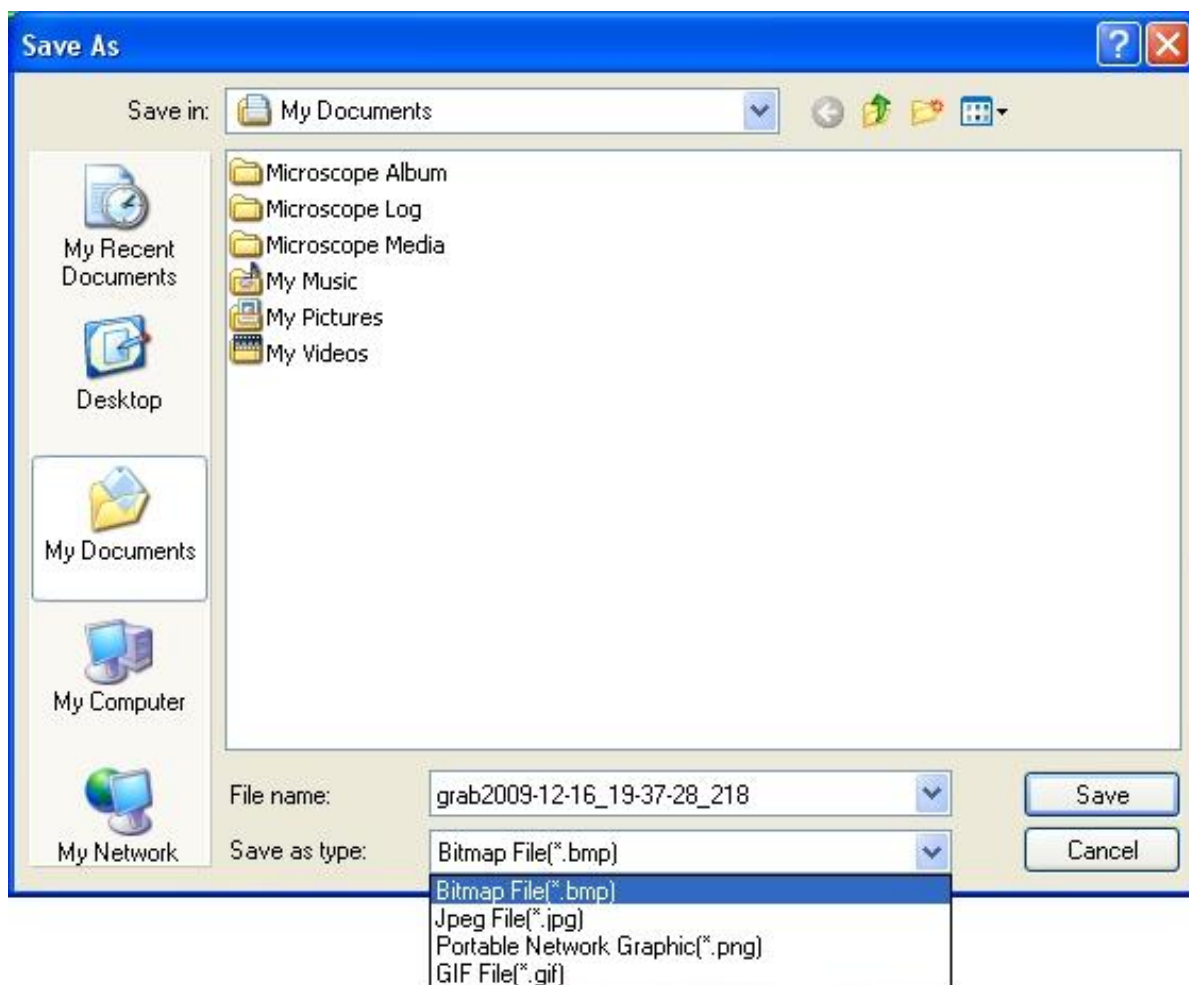 Save As
Save in:
My Documents
My Recent
Documents
Desktop
My Documents
My Computer
My Network
Microscope Album
Microscope Log
Microscope Media
My Music
My Pictures
My Videos
File name:
grab2009-12-16_19-37-28_218
Save
Save as type:
Bitmap File(*.bmp)
Cancel
Bitmap File(*.bmp)
Jpeg File(*.jpg)
Portable Network Graphic(*.png)
GIF File(*.gif)